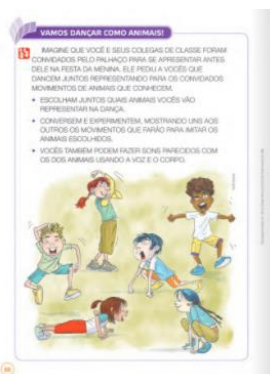 VAMOS DANÇAR COMO ANIMAIS!
IMAGINE QUE VOCÊ E SEUS COLEGAS DE CLASSE FORAM
CONVIDADOS PELO PALHAÇO PARA SE APRESENTAR ANTES
DELE NA FESTA DA MENINA. ELE PEDIU A VOCÊS QUE
DANCEM JUNTOS REPRESENTANDO PARA OS CONVIDADOS
MOVIMENTOS DE ANIMAIS QUE CONHECEM.
• ESCOLHAM JUNTOS QUAIS ANIMAIS VOCÊS VÃO
REPRESENTAR NA DANÇA.
• CONVERSEM E EXPERIMENTEM, MOSTRANDO UNS AOS
OUTROS OS MOVIMENTOS QUE FARÃO PARA IMITAR OS
ANIMAIS ESCOLHIDOS.
• VOCÊS TAMBÉM PODEM FAZER SONS PARECIDOS COM
OS DOS ANIMAIS USANDO A VOZ E O CORPO.